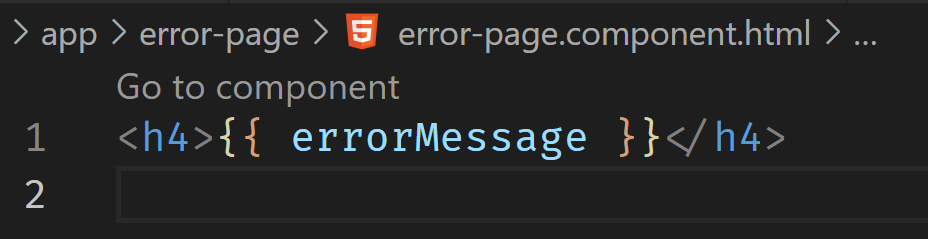 > app > error-page > error-page.component.html > ...
Go to component
1 <h4>{{ errorMessage }}</h4>
2